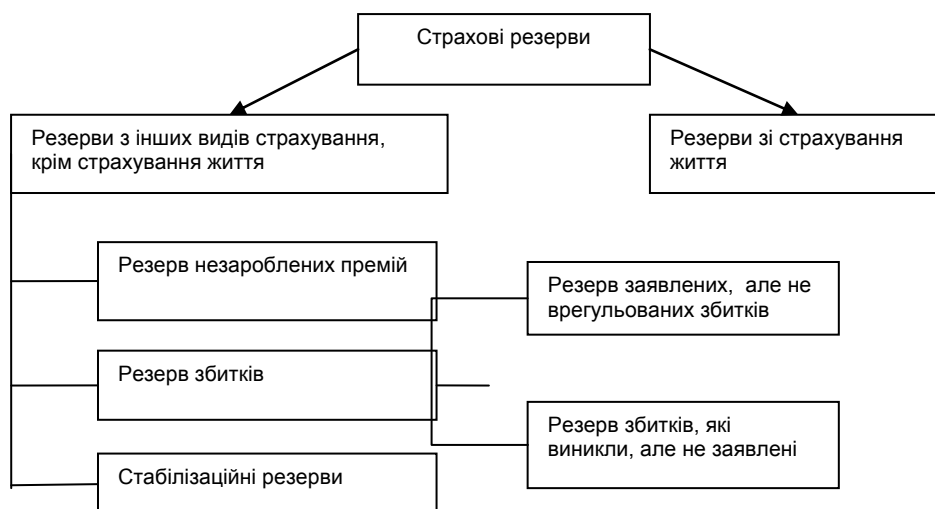 Страхові резерви
Резерви з інших видів страхування,
крім страхування життя
Резерви зі страхування
життя
Резерв незароблених премій
Резерв заявлених, але не
врегульованих збитків
Резерв збитків
Резерв збитків, які
виникли, але не заявлені
Стабілізаційні резерви